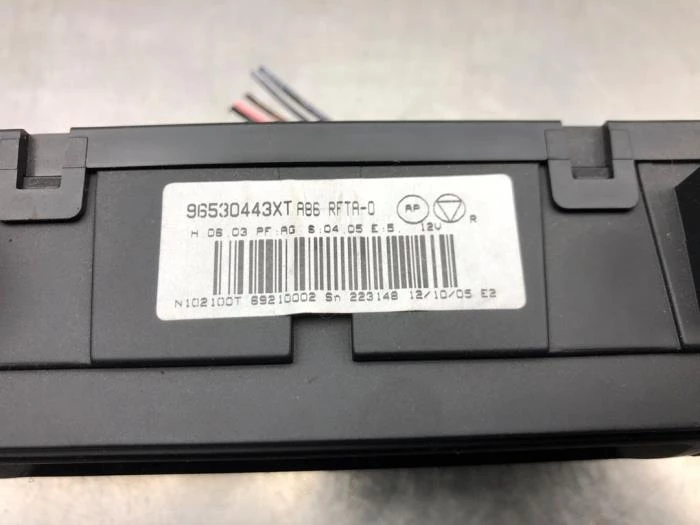 96530443XT A86 RFTA-0 AP R
H:06.03 PF:AG S:04.05 E:5. 12V
N102100T 69210002 Sn 223148 12/10/05 E2